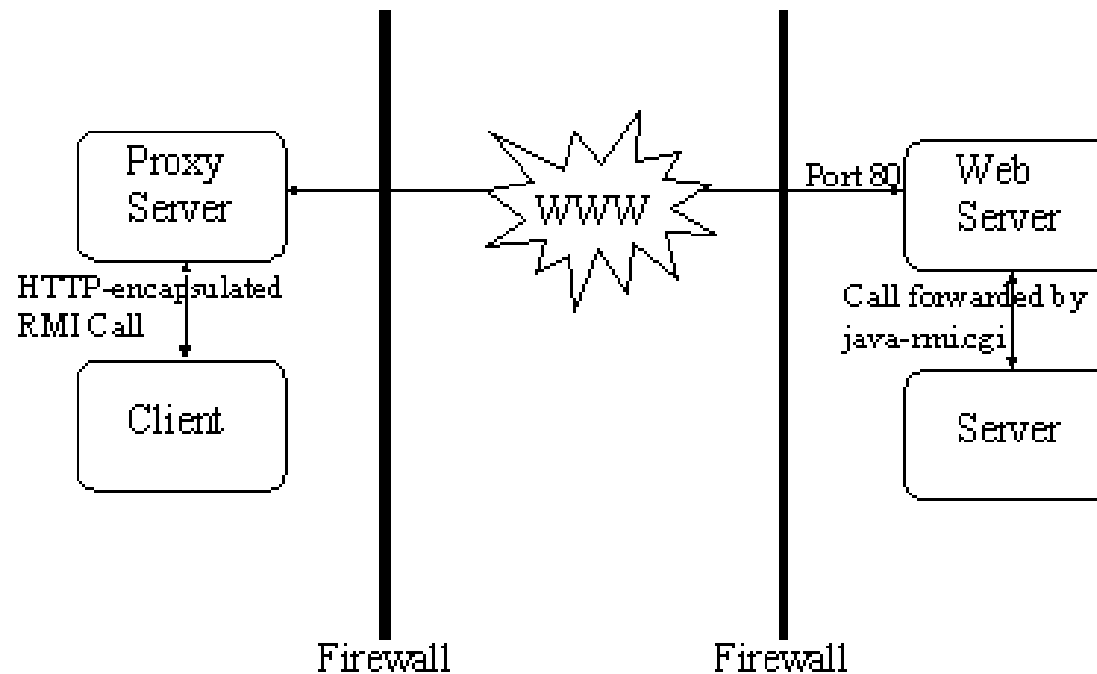 Proxy
Server
HTTP-encapsulated
RMI Call
Client
WWW
Port 80
Web
Server
Call forwarded by
java-rmi.cgi
Server
Firewall
Firewall